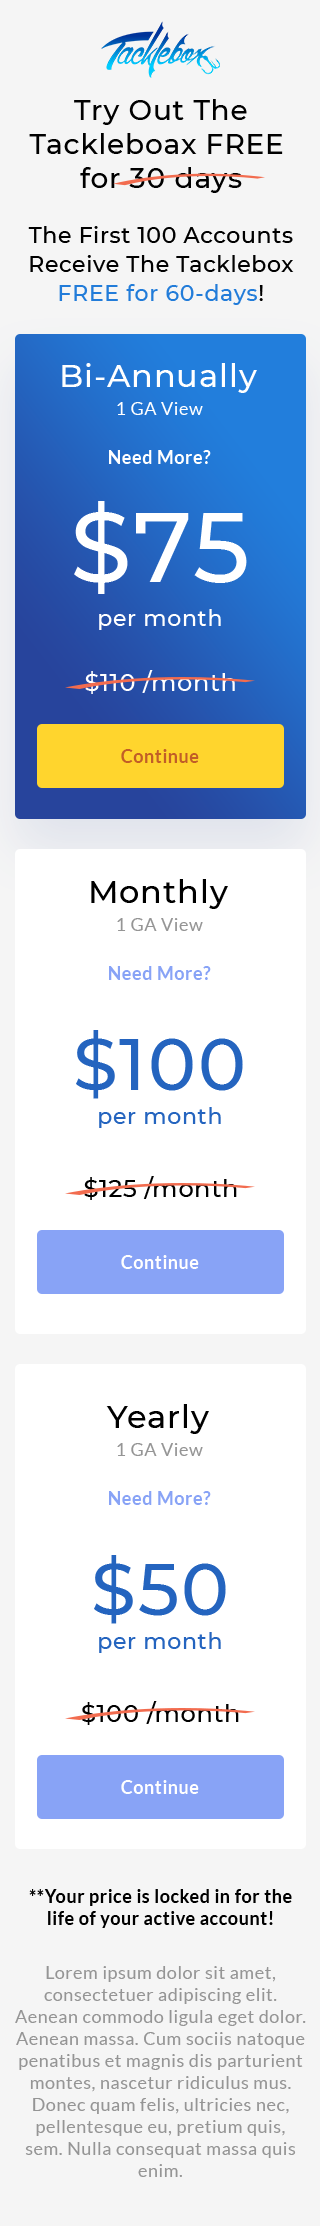 Tacklebox
Try Out The
Tackleboax FREE
for 30 days
The First 100 Accounts
Receive The Tacklebox
FREE for 60-days!
Bi-Annually
1 GA View
Need More?
$75
per month
$110 /month
Continue
Monthly
1 GA View
Need More?
$100
per month
$125 /month
Continue
Yearly
1 GA View
Need More?
$50
per month
$100 /month
Continue
**Your price is locked in for the
life of your active account!
Lorem ipsum dolor sit amet,
consectetuer adipiscing elit.
Aenean commodo ligula eget dolor.
Aenean massa. Cum sociis natoque
penatibus et magnis dis parturient
montes, nascetur ridiculus mus.
Donec quam felis, ultricies nec,
pellentesque eu, pretium quis,
sem. Nulla consequat massa quis
enim.